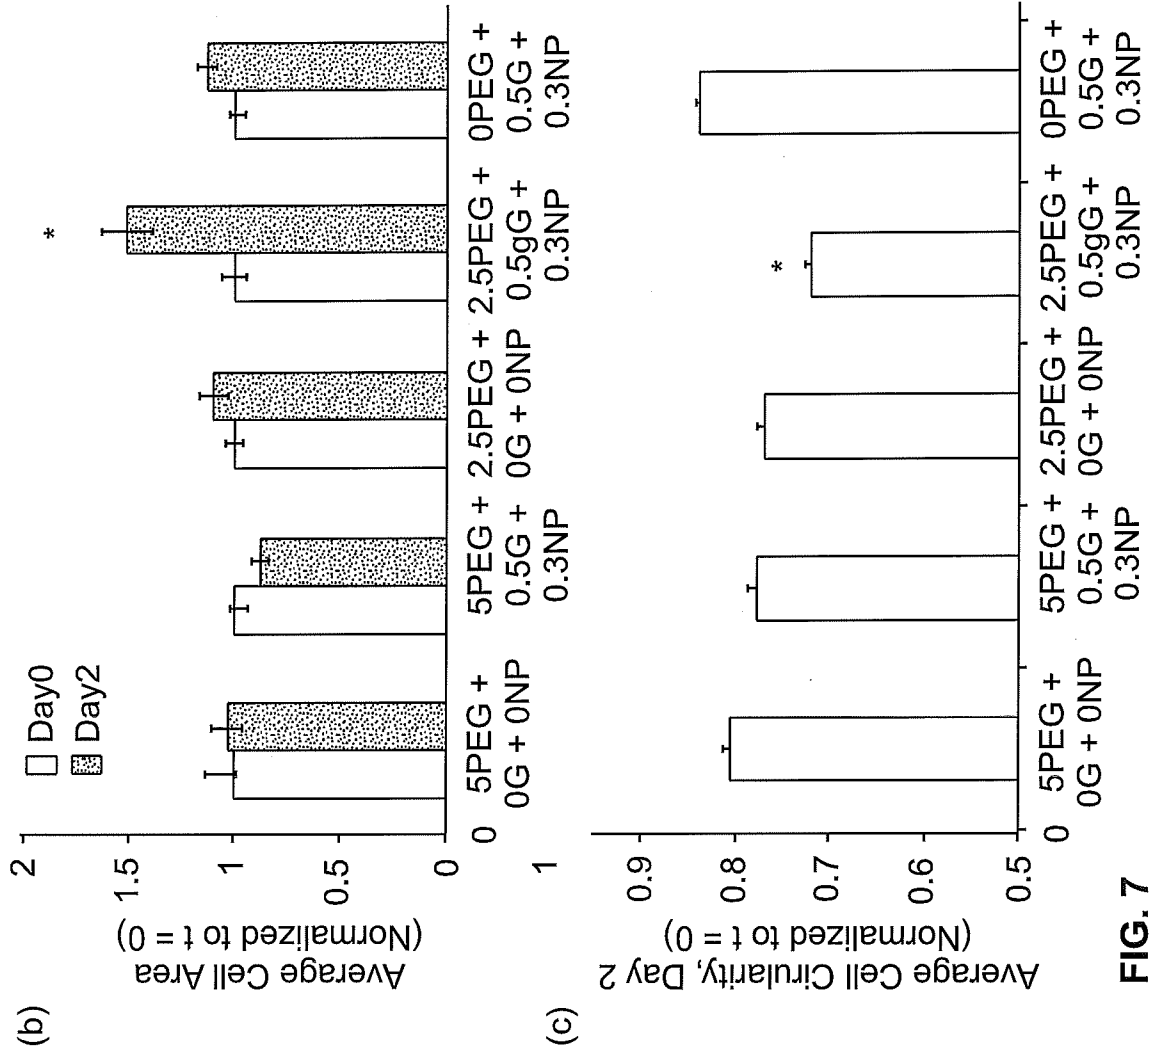 (b)
Average Cell Area
(Normalized to t = 0)
2
1.5
1
0.5
0
Day0
Day2
*
0
5PEG +
0G + 0NP
5PEG +
0.5G +
0.3NP
2.5PEG +
0G + 0NP
2.5PEG +
0.5gG +
0.3NP
0PEG +
0.5G +
0.3NP
(c)
Average Cell Cirularity, Day 2
(Normalized to t = 0)
1
0.9
0.8
0.7
0.6
0.5
*
0
5PEG +
0G + 0NP
5PEG +
0.5G +
0.3NP
2.5PEG +
0G + 0NP
2.5PEG +
0.5gG +
0.3NP
0PEG +
0.5G +
0.3NP
FIG. 7